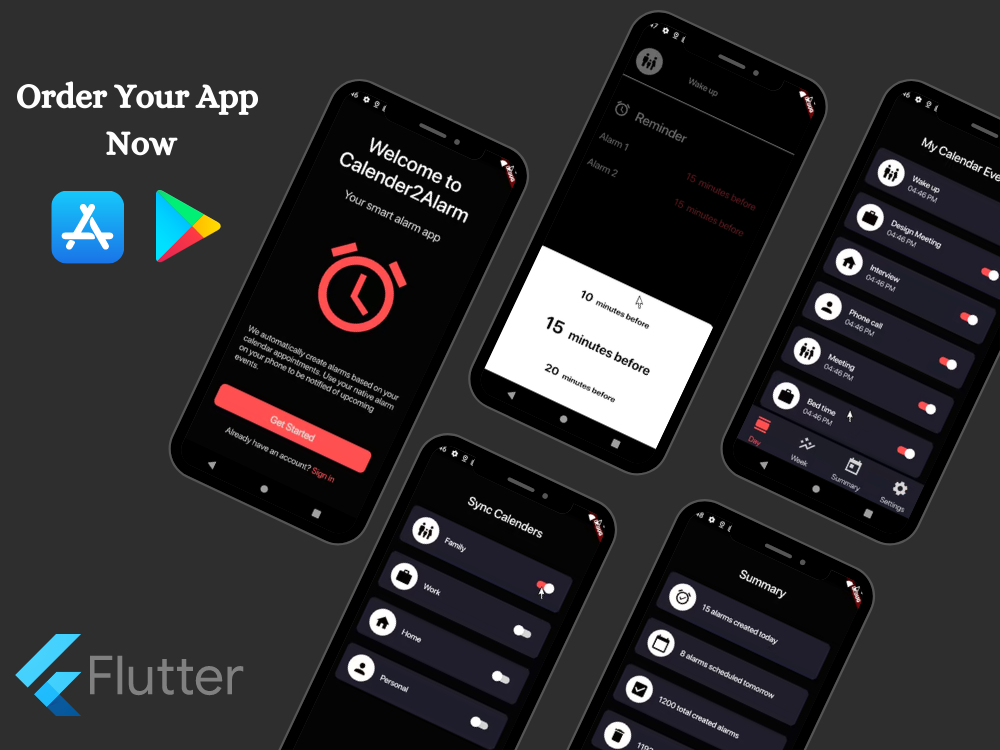 Order Your App
Now
Flutter
Welcome to
Calender2Alarm
Your smart alarm app
We automatically create alarms based on your
calendar appointments. Use your native alarm
on your phone to be notified of upcoming
events.
Get Started
Already have an account? Sign in
Wake up
Reminder
Alarm 1
15 minutes before
Alarm 2
15 minutes before
10 minutes before
15 minutes before
20 minutes before
My Calendar Eve
Wake up
04:46 PM
Design Meeting
04:46 PM
Interview
04:46 PM
Phone call
04:46 PM
Meeting
04:46 PM
Bed time
04:46 PM
Day
Week
Summary
Settings
Sync Calenders
Family
Work
Home
Personal
Summary
15 alarms created today
8 alarms scheduled tomorrow
1200 total created alarms